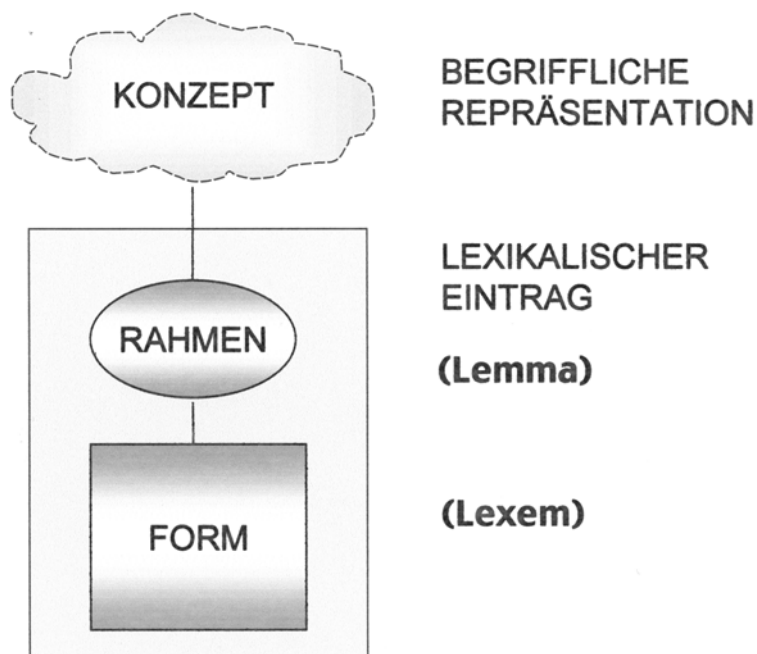 KONZEPT
BEGRIFFLICHE
REPRÄSENTATION
LEXIKALISCHER
EINTRAG
RAHMEN
(Lemma)
FORM
(Lexem)